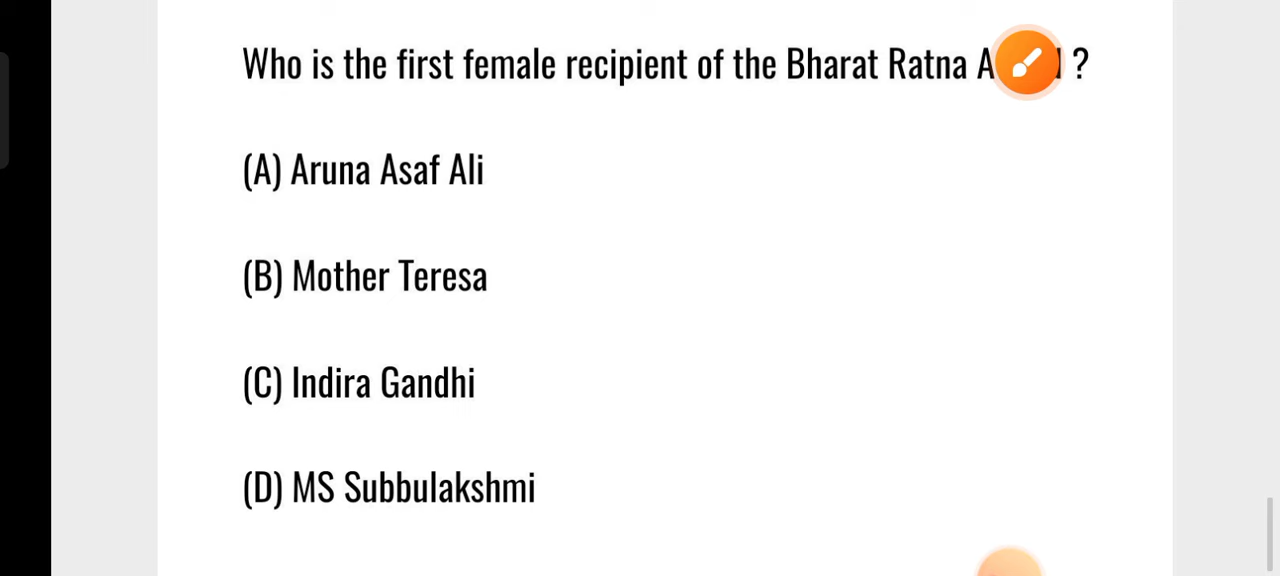 Who is the first female recipient of the Bharat Ratna ?
(A) Aruna Asaf Ali
(B) Mother Teresa
(C) Indira Gandhi
(D) MS Subbulakshmi